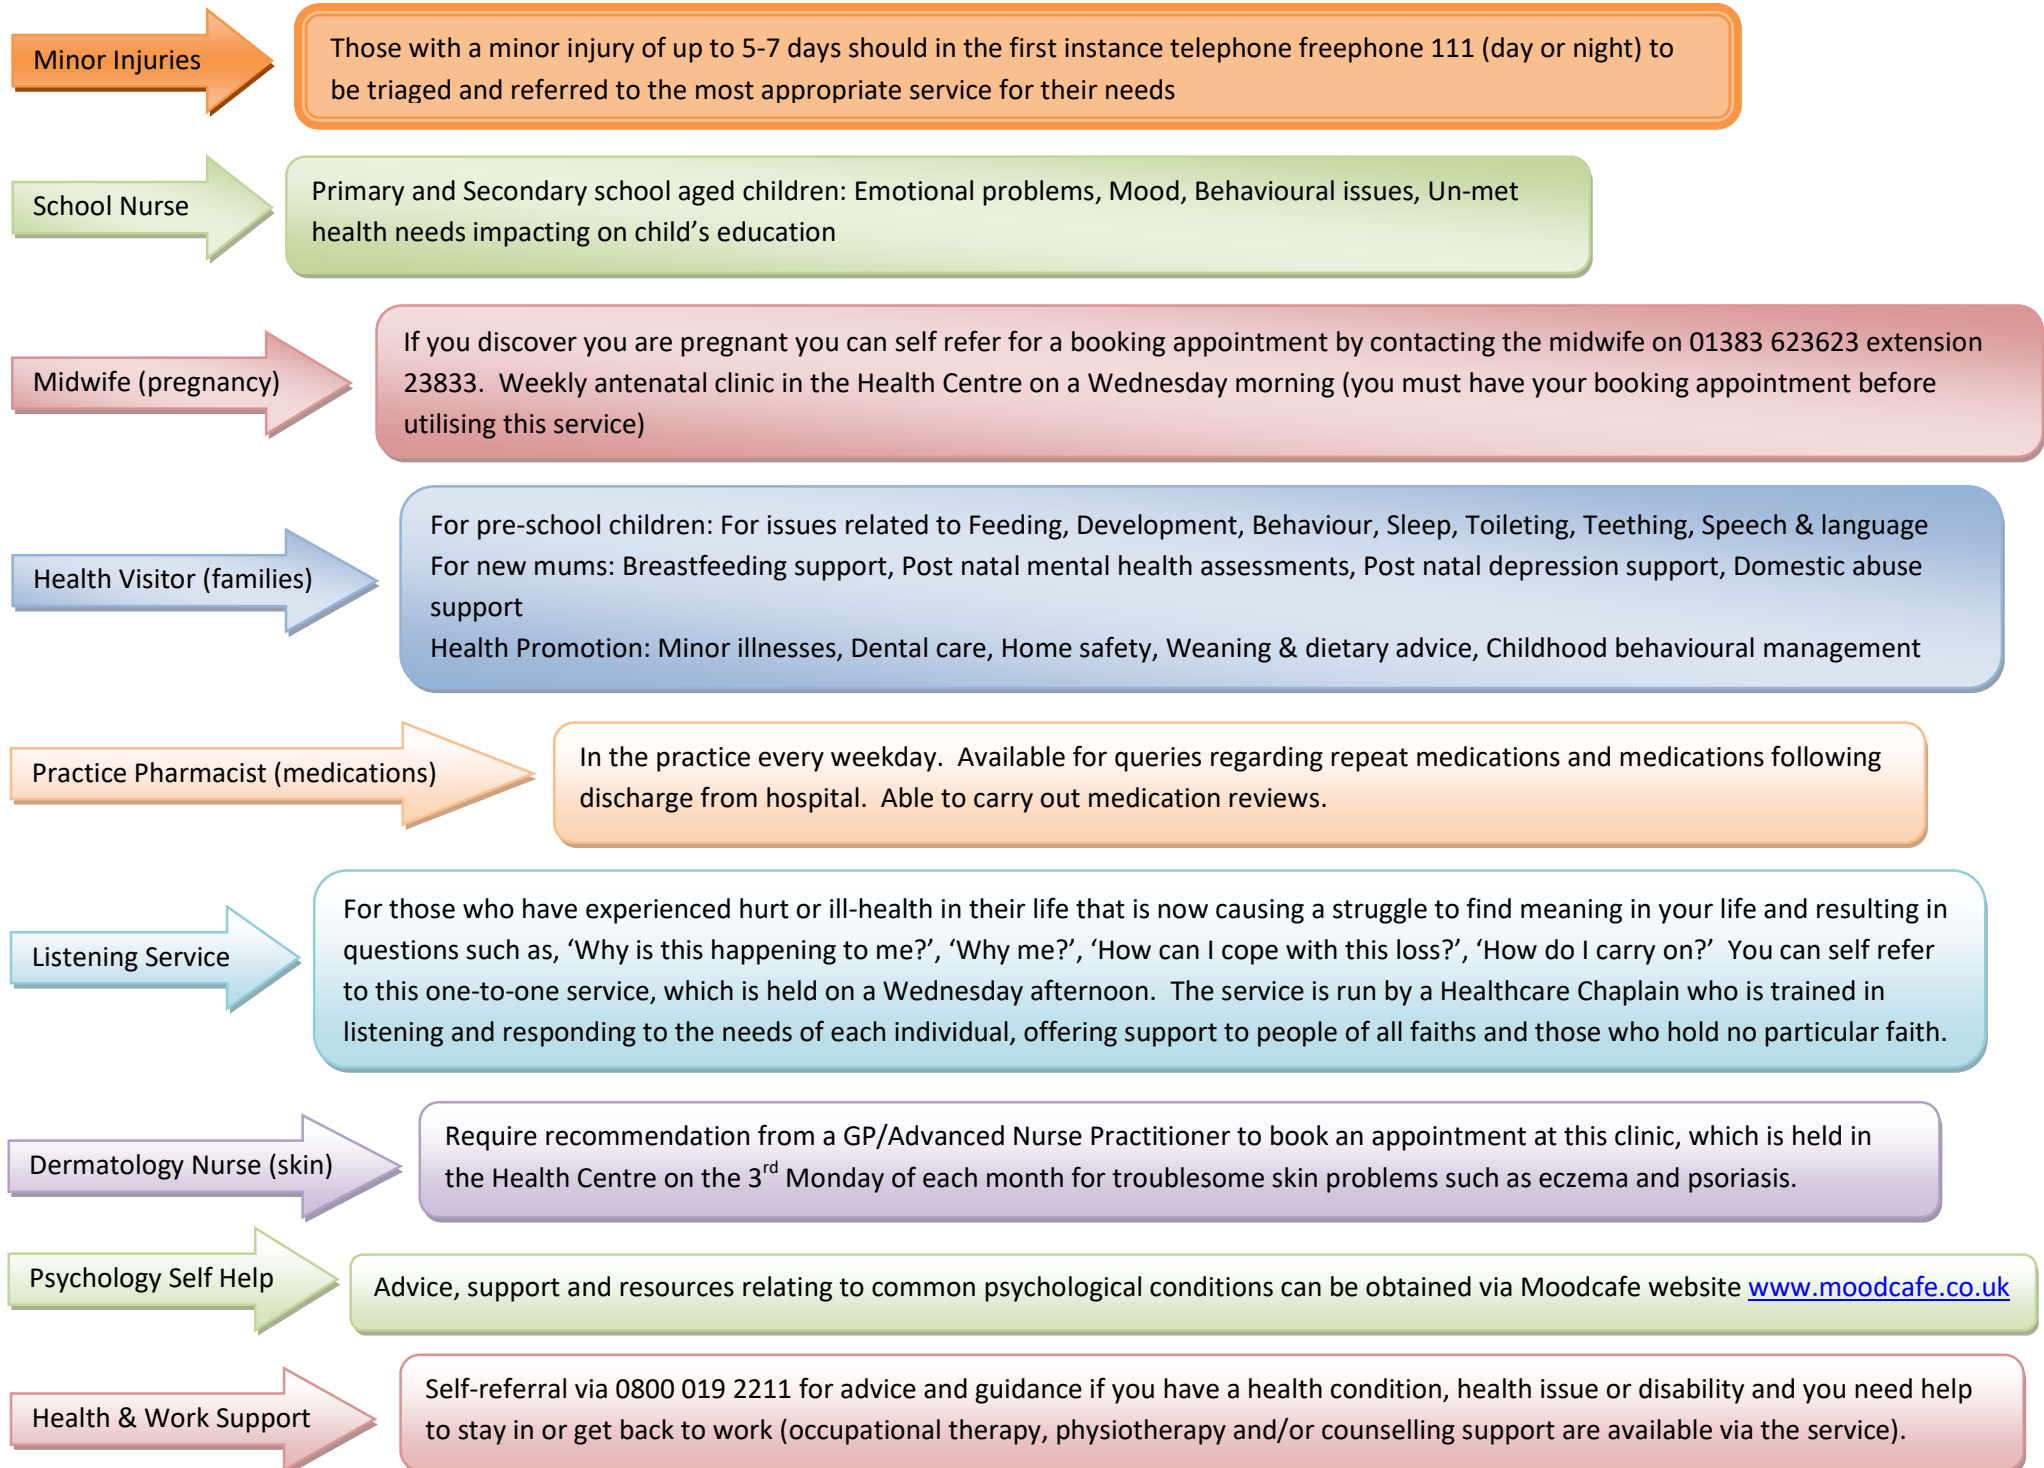 Minor Injuries
Those with a minor injury of up to 5-7 days should in the first instance telephone freephone 111 (day or night) to
be triaged and referred to the most appropriate service for their needs
School Nurse
Primary and Secondary school aged children: Emotional problems, Mood, Behavioural issues, Un-met
health needs impacting on child’s education
Midwife (pregnancy)
If you discover you are pregnant you can self refer for a booking appointment by contacting the midwife on 01383 623623 extension
23833.  Weekly antenatal clinic in the Health Centre on a Wednesday morning (you must have your booking appointment before
utilising this service)
Health Visitor (families)
For pre-school children: For issues related to Feeding, Development, Behaviour, Sleep, Toileting, Teething, Speech & language
For new mums: Breastfeeding support, Post natal mental health assessments, Post natal depression support, Domestic abuse
support
Health Promotion: Minor illnesses, Dental care, Home safety, Weaning & dietary advice, Childhood behavioural management
Practice Pharmacist (medications)
In the practice every weekday.  Available for queries regarding repeat medications and medications following
discharge from hospital.  Able to carry out medication reviews.
Listening Service
For those who have experienced hurt or ill-health in their life that is now causing a struggle to find meaning in your life and resulting in
questions such as, ‘Why is this happening to me?’, ‘Why me?’, ‘How can I cope with this loss?’, ‘How do I carry on?’  You can self refer
to this one-to-one service, which is held on a Wednesday afternoon.  The service is run by a Healthcare Chaplain who is trained in
listening and responding to the needs of each individual, offering support to people of all faiths and those who hold no particular faith.
Dermatology Nurse (skin)
Require recommendation from a GP/Advanced Nurse Practitioner to book an appointment at this clinic, which is held in
the Health Centre on the 3rd Monday of each month for troublesome skin problems such as eczema and psoriasis.
Psychology Self Help
Advice, support and resources relating to common psychological conditions can be obtained via Moodcafe website www.moodcafe.co.uk
Health & Work Support
Self-referral via 0800 019 2211 for advice and guidance if you have a health condition, health issue or disability and you need help
to stay in or get back to work (occupational therapy, physiotherapy and/or counselling support are available via the service).